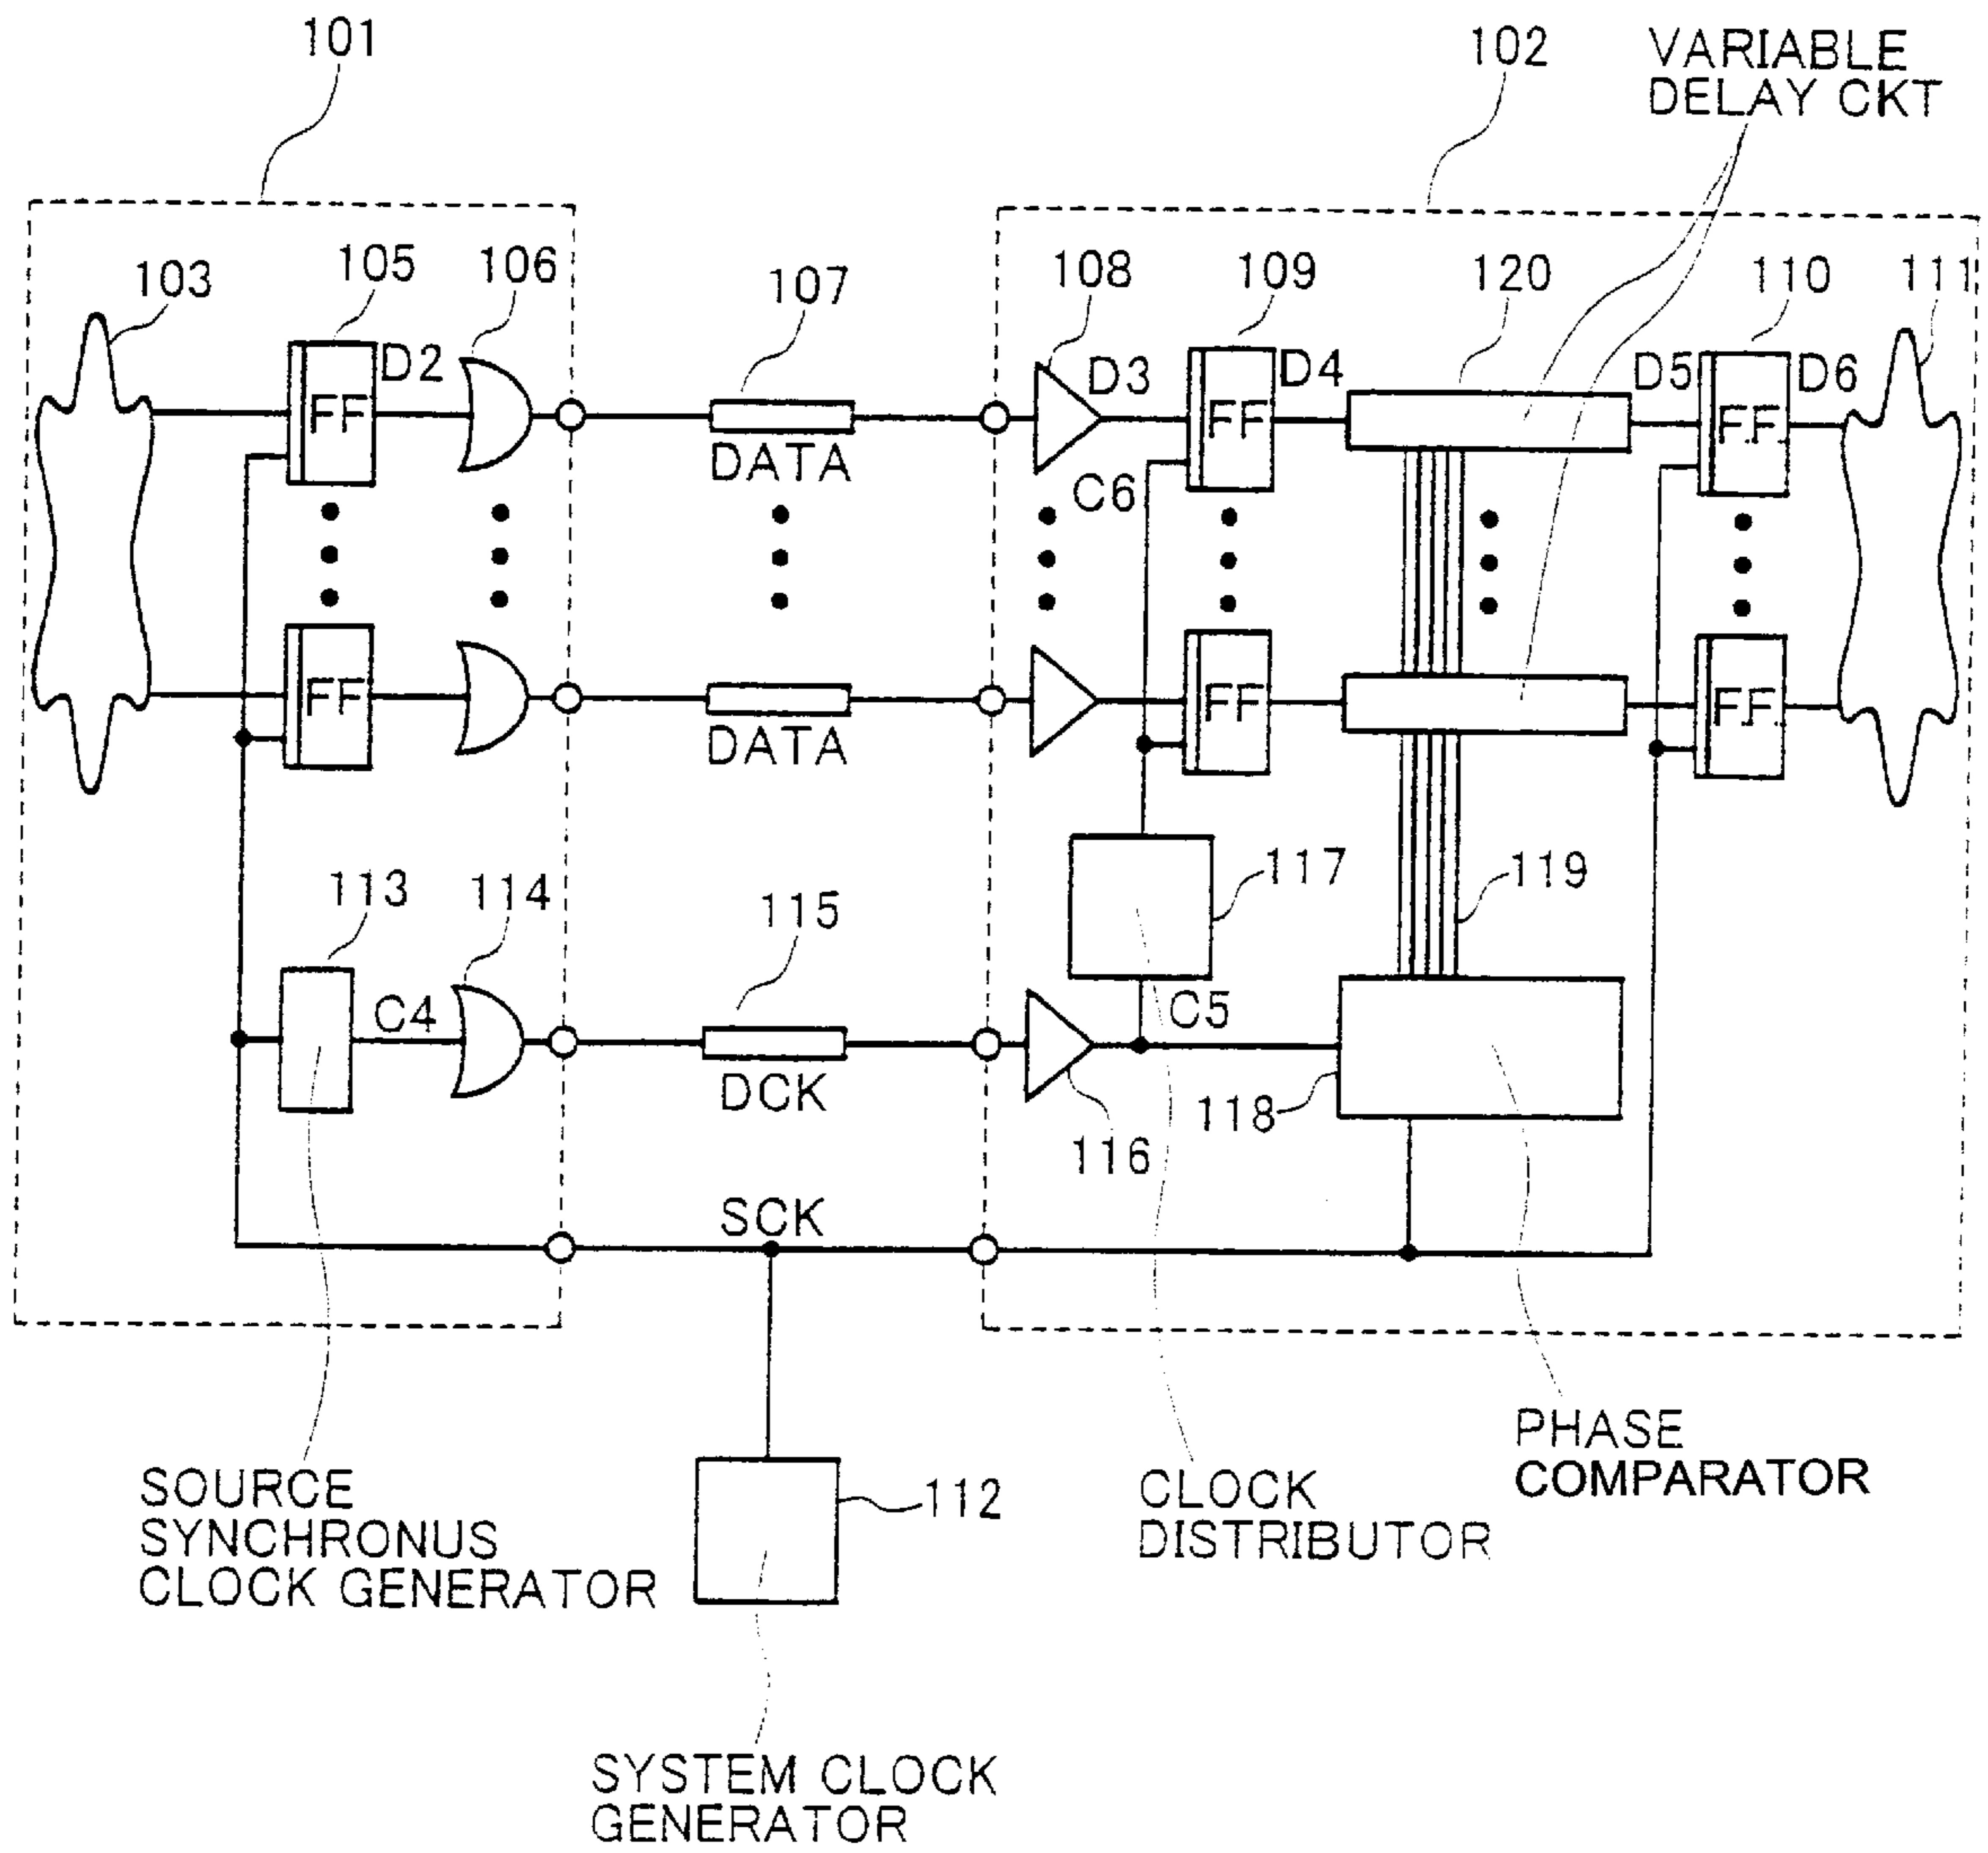 101
102
VARIABLE
DELAY CKT
103
105
106
107
108
109
120
110
111
D2
D3
D4
D5
D6
FF
FF
F.F.
DATA
C6
FF
FF
F.F.
DATA
113
114
115
117
119
C4
C5
DCK
118
116
SCK
SOURCE
SYNCHRONUS
CLOCK GENERATOR
112
CLOCK
DISTRIBUTOR
PHASE
COMPARATOR
SYSTEM CLOCK
GENERATOR